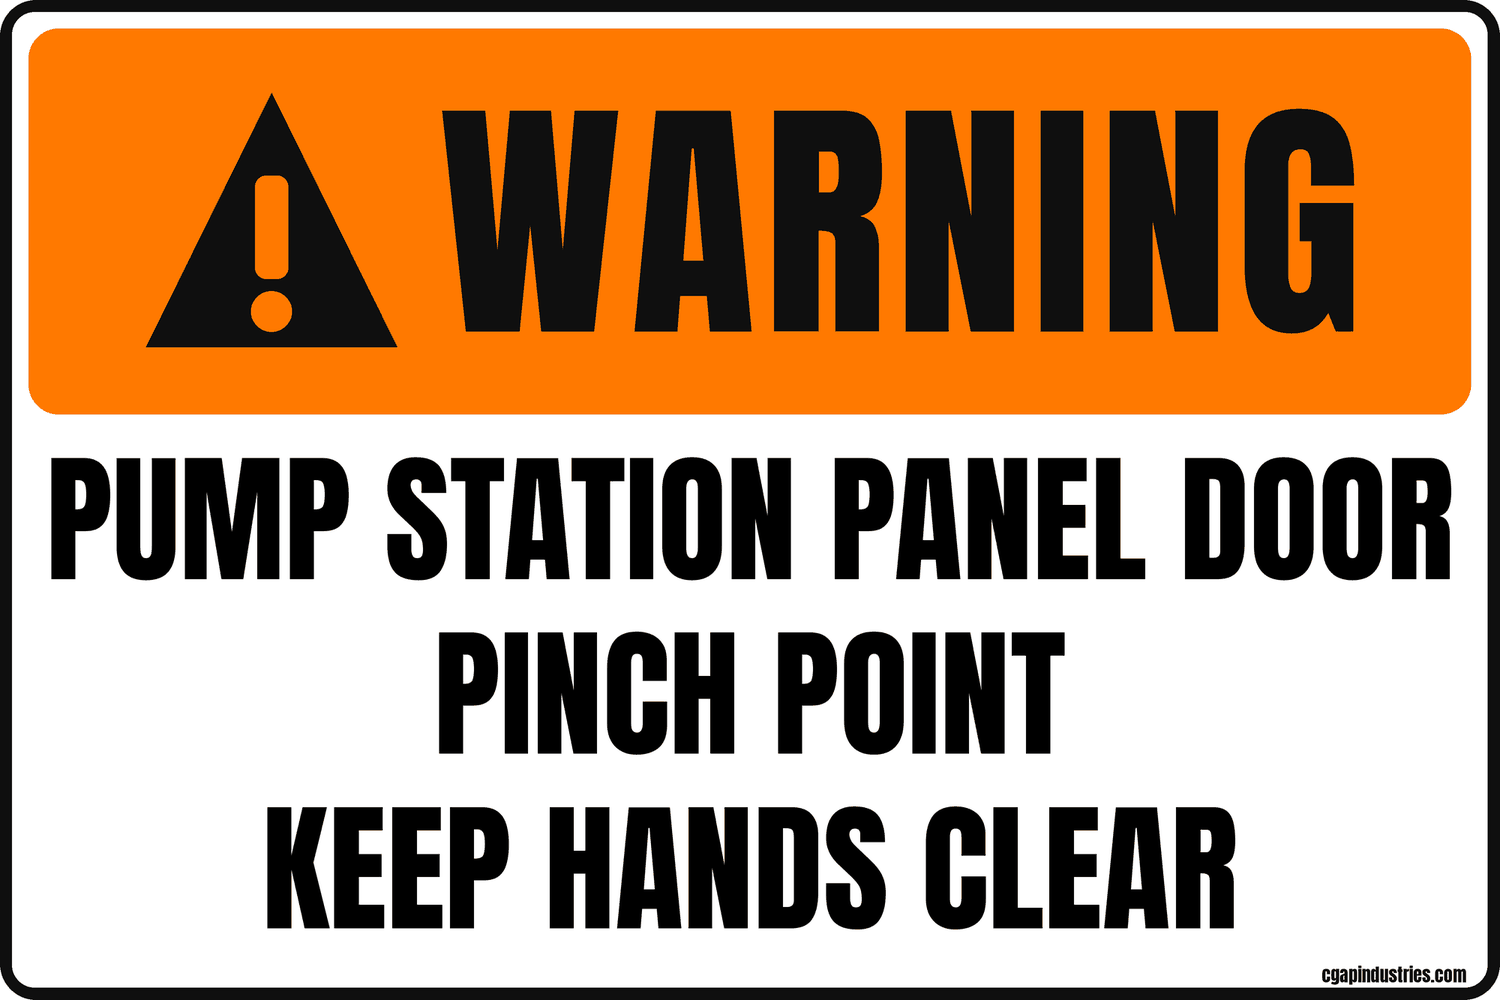 WARNING
PUMP STATION PANEL DOOR
PINCH POINT
KEEP HANDS CLEAR
cgapindustries.com